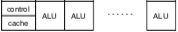 control
cache
ALU ALU ...... ALU